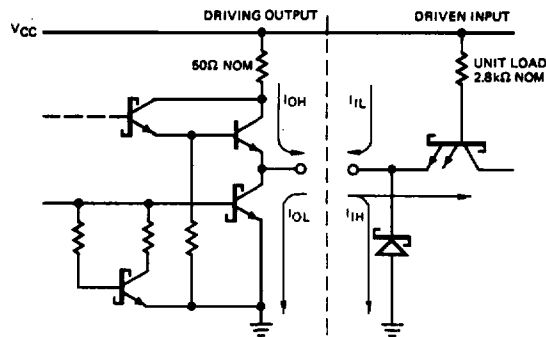 DRIVING OUTPUT
DRIVEN INPUT
VCC
50Ω NOM
UNIT LOAD
2.8kΩ NOM
IOH
IIL
IOL
IIH